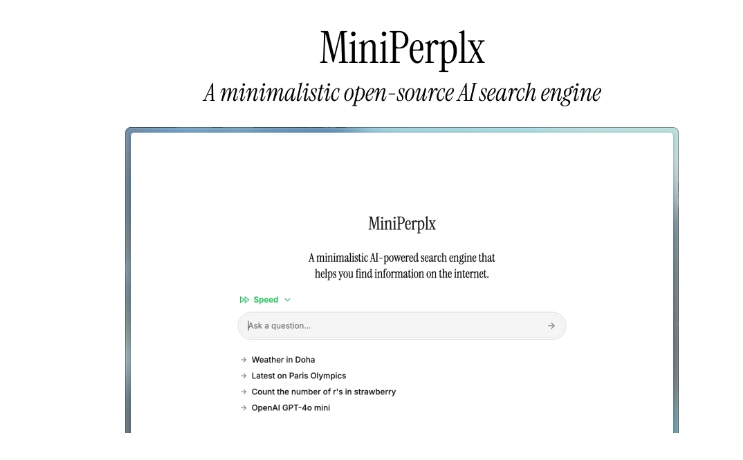 MiniPerplx
A minimalistic open-source AI search engine
MiniPerplx
A minimalistic AI-powered search engine that
helps you find information on the internet.
Speed
Ask a question...
Weather in Doha
Latest on Paris Olympics
Count the number of r's in strawberry
OpenAI GPT-4o mini